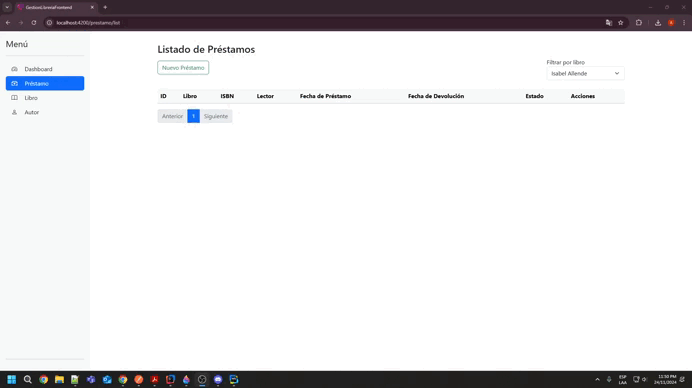 GestionLibreriaFrontend
localhost:4200/prestamo/list
Menú
Dashboard
Préstamo
Libro
Autor
Listado de Préstamos
Nuevo Préstamo
Filtrar por libro
Isabel Allende
ID Libro ISBN Lector Fecha de Préstamo Fecha de Devolución Estado Acciones
Anterior 1 Siguiente
ESP
LAA
11:50 PM
24/11/2024